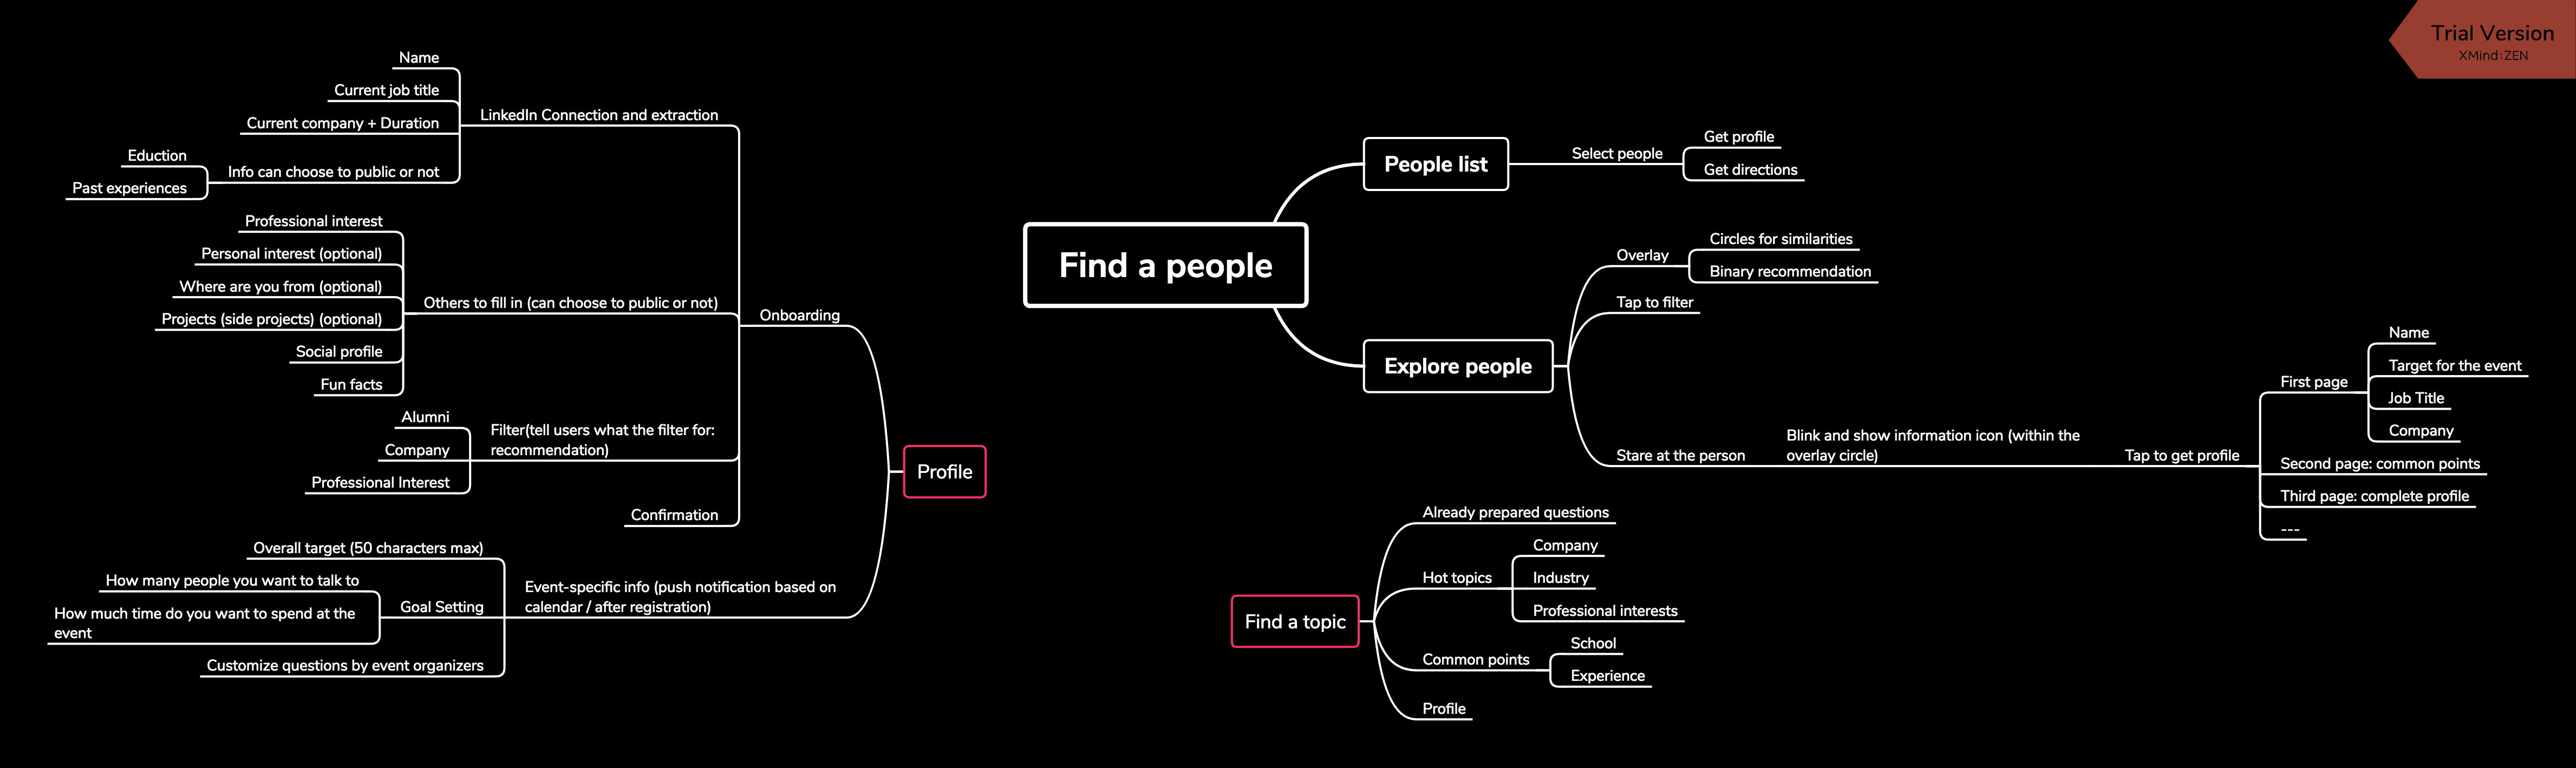 Trial Version
XMind:ZEN
Name
Current job title
Current company + Duration
LinkedIn Connection and extraction
Eduction
Past experiences
Info can choose to public or not
Professional interest
Personal interest (optional)
Where are you from (optional)
Projects (side projects) (optional)
Social profile
Fun facts
Others to fill in (can choose to public or not)
Onboarding
Alumni
Company
Professional Interest
Filter(tell users what the filter for:
recommendation)
Confirmation
Profile
Overall target (50 characters max)
How many people you want to talk to
How much time do you want to spend at the
event
Goal Setting
Customize questions by event organizers
Event-specific info (push notification based on
calendar / after registration)
Find a people
People list
Select people
Get profile
Get directions
Explore people
Overlay
Circles for similarities
Binary recommendation
Tap to filter
Stare at the person
Blink and show information icon (within the
overlay circle)
Tap to get profile
First page
Name
Target for the event
Job Title
Company
Second page: common points
Third page: complete profile
---
Find a topic
Already prepared questions
Hot topics
Company
Industry
Professional interests
Common points
School
Experience
Profile